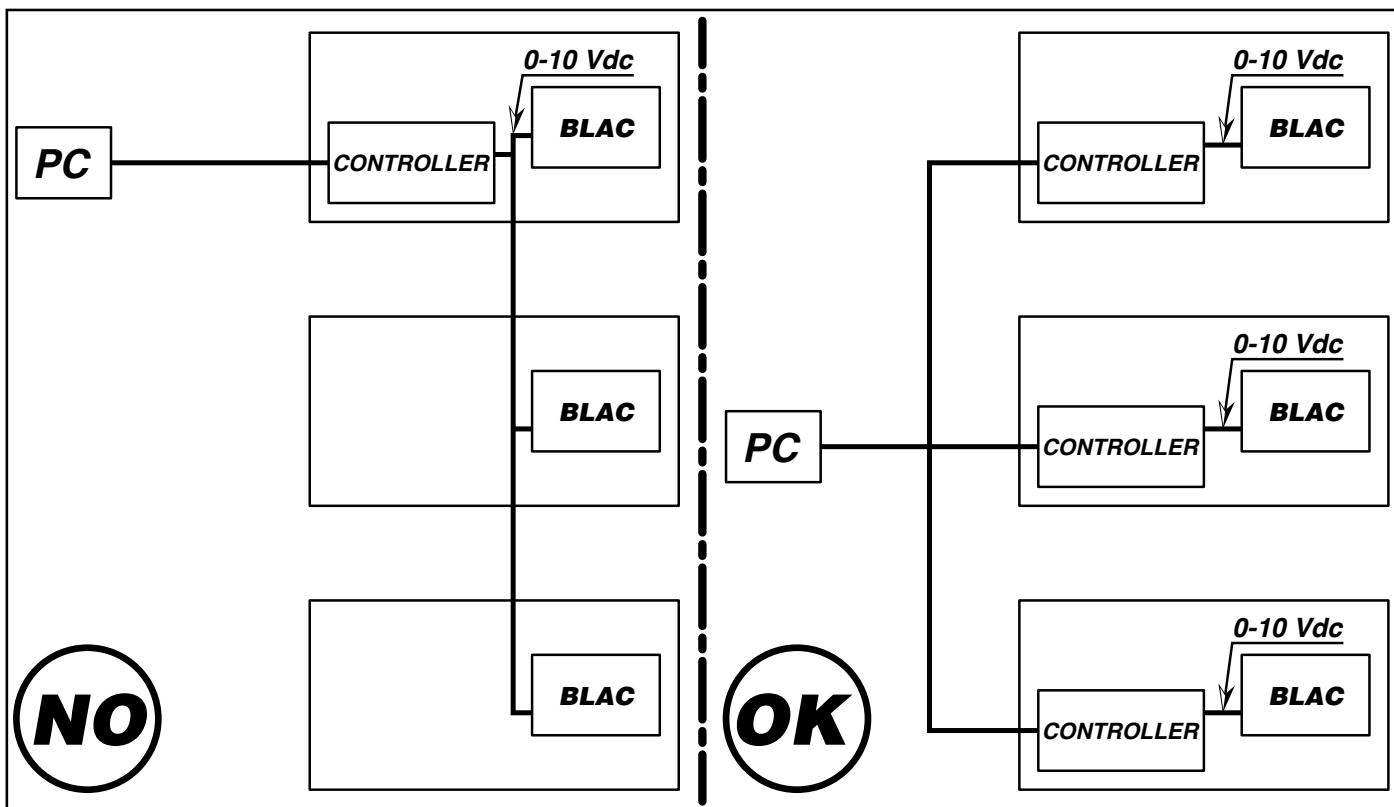 0-10 Vdc
BLAC
PC
CONTROLLER
BLAC
BLAC
NO
0-10 Vdc
BLAC
CONTROLLER
0-10 Vdc
BLAC
PC
CONTROLLER
0-10 Vdc
BLAC
CONTROLLER
OK